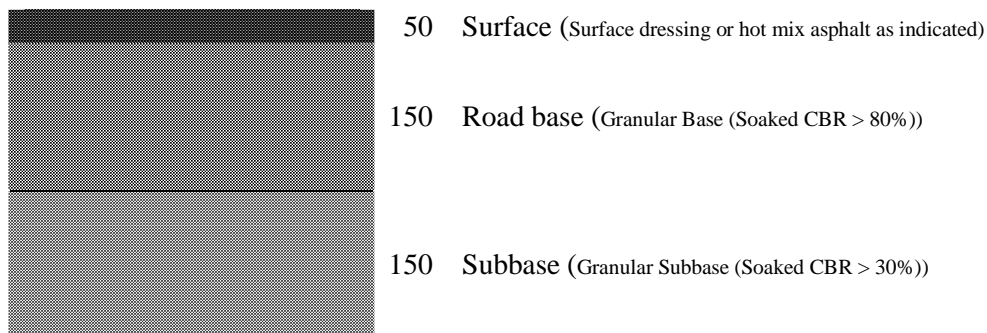 50 Surface (Surface dressing or hot mix asphalt as indicated)
150 Road base (Granular Base (Soaked CBR > 80%))
150 Subbase (Granular Subbase (Soaked CBR > 30%))